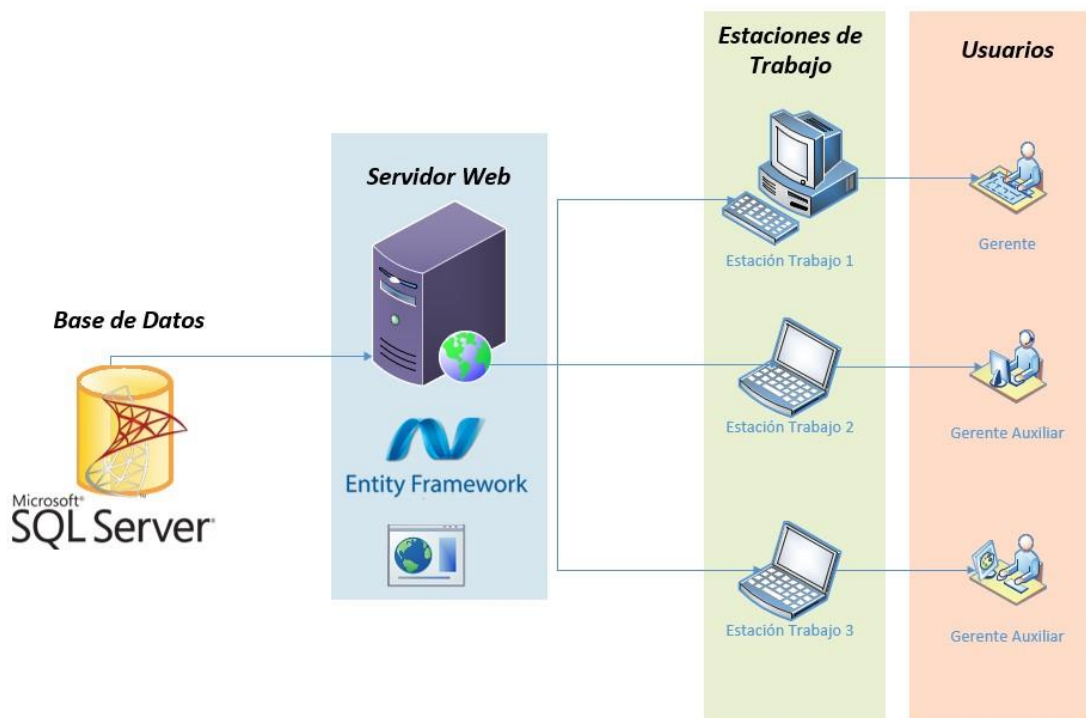 Base de Datos
Microsoft®
SQL Server®
Servidor Web
Entity Framework
Estaciones de
Trabajo
Estación Trabajo 1
Estación Trabajo 2
Estación Trabajo 3
Usuarios
Gerente
Gerente Auxiliar
Gerente Auxiliar